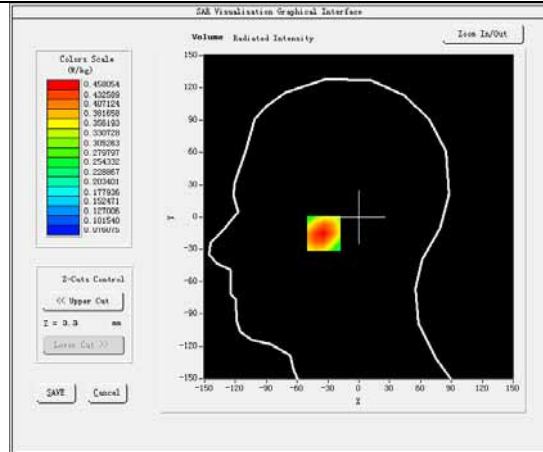 SAR Visualisation Graphical Interface
Volume Radiated Intensity
Zoom In/Out
Colors Scale
(W/kg)
0.458054
0.432589
0.407124
0.381658
0.356193
0.330728
0.305263
0.279797
0.254332
0.228867
0.203401
0.177936
0.152471
0.127006
0.101540
0.076075
Z-Cuts Control
<< Upper Cut
Z = 3.3 mm
Lower Cut >>
SAVE
Cancel
150
120
90
60
30
0
-30
-60
-90
-120
-150
Y
-150 -120 -90 -60 -30 0 30 60 90 120 150